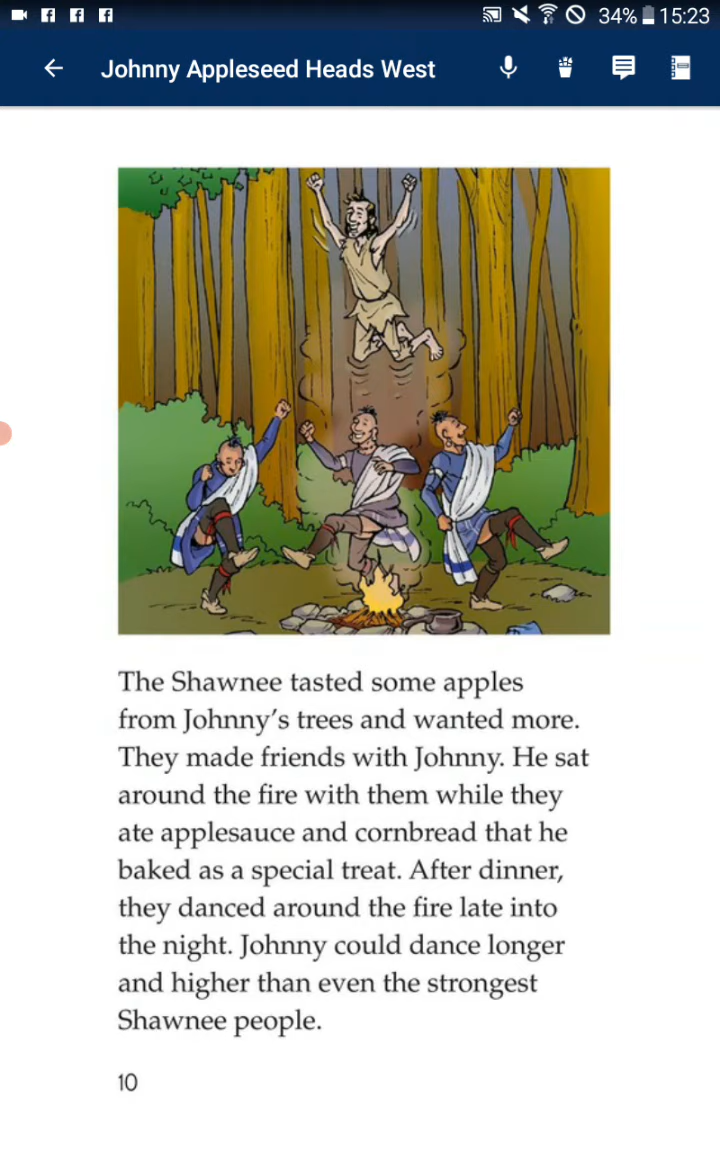 34% 15:23
Johnny Appleseed Heads West
The Shawnee tasted some apples
from Johnny’s trees and wanted more.
They made friends with Johnny. He sat
around the fire with them while they
ate applesauce and cornbread that he
baked as a special treat. After dinner,
they danced around the fire late into
the night. Johnny could dance longer
and higher than even the strongest
Shawnee people.
10